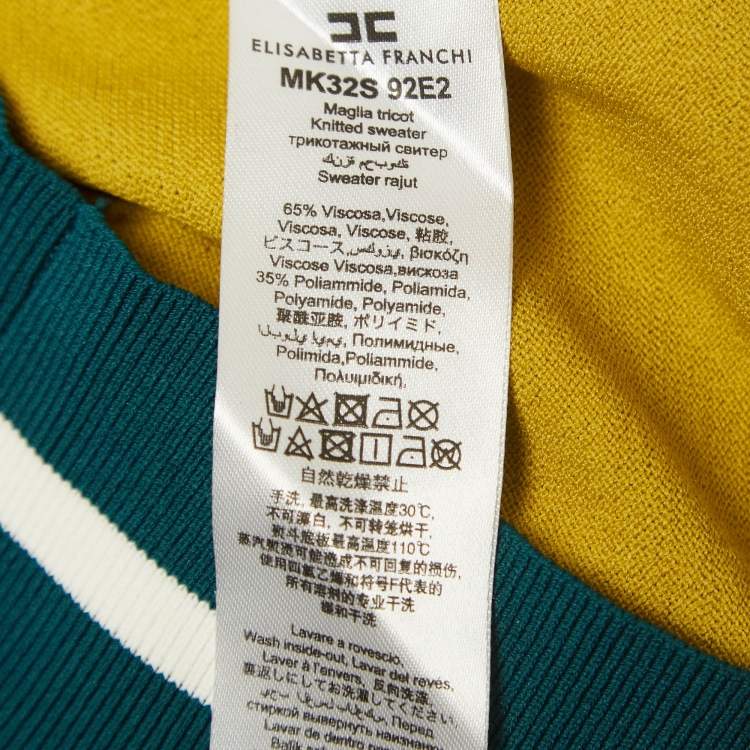 ELISABETTA FRANCHI
MK32S 92E2
Maglia tricot
Knitted sweater
трикотажный свитер
كنزة محبوكة
Sweater rajut
65% Viscosa,Viscose,
Viscosa, Viscose, 粘胶,
ビスコース,سكوزي, βισκόζη
Viscose Viscosa,вискоза
35% Poliammide, Poliamida,
Polyamide, Polyamide,
聚酰亚胺, ポリイミド,
البولي اميد, Полимидные,
Polimida,Poliammide,
Πολυιμιδική,
自然乾燥禁止
手洗, 最高洗涤温度30℃,
不可漂白, 不可转笼烘干,
熨斗底板最高温度110℃
蒸汽熨烫可能造成不可回复的损伤,
使用四氯乙烯和符号F代表的
所有溶剂的专业干洗
缓和干洗
Lavare a rovescio,
Wash inside-out, Lavar del revés,
Laver à l'envers, 反向洗涤,
裏返しにしてお洗濯してください,
Перед
стиркой вывернуть наизнанку
Lavar de dentro
Balik